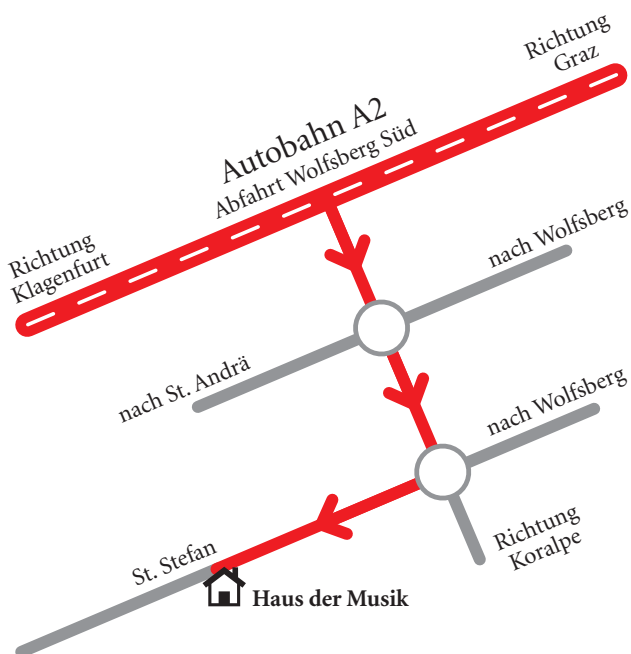 Richtung
Graz
Autobahn A2
Abfahrt Wolfsberg Süd
Richtung
Klagenfurt
nach Wolfsberg
nach St. Andrä
nach Wolfsberg
Richtung
Koralpe
St. Stefan
Haus der Musik